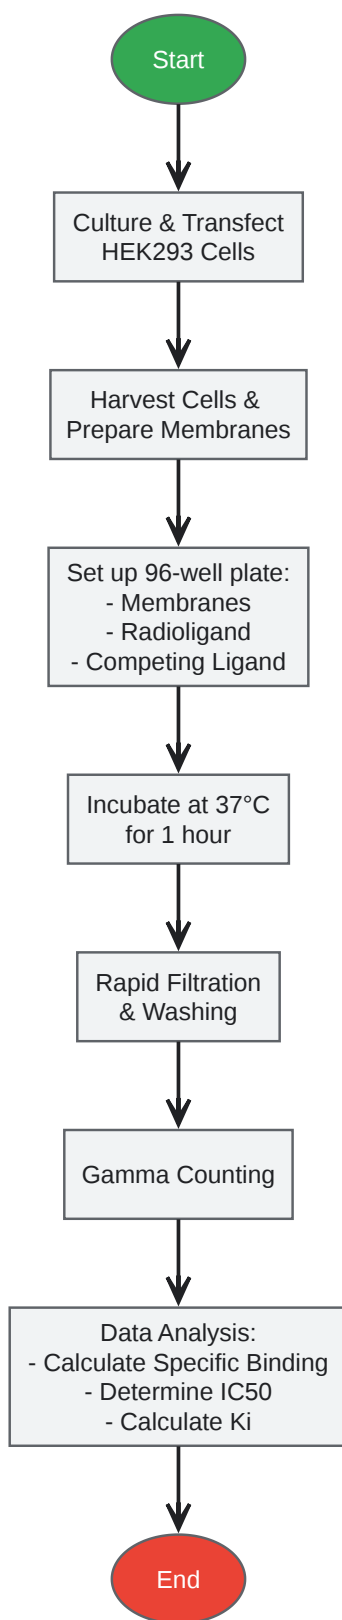 Start
Culture & Transfect
HEK293 Cells
Harvest Cells &
Prepare Membranes
Set up 96-well plate:
- Membranes
- Radioligand
- Competing Ligand
Incubate at 37°C
for 1 hour
Rapid Filtration
& Washing
Gamma Counting
Data Analysis:
- Calculate Specific Binding
- Determine IC50
- Calculate Ki
End